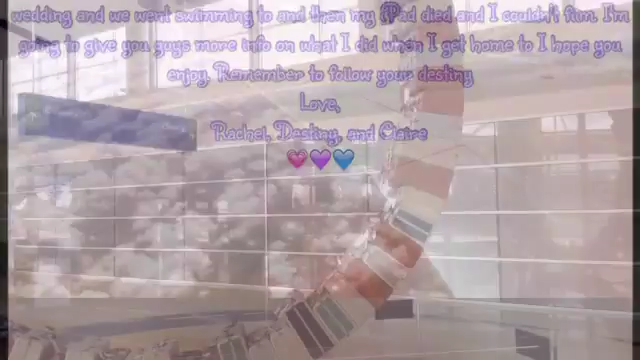 wedding and we went swimming to and then my iPad died and I couldn't film. I'm
going to give you guys more info on what I did when I get home to I hope you
enjoy. Remember to follow your destiny
Love,
Rachel, Destiny, and Claire